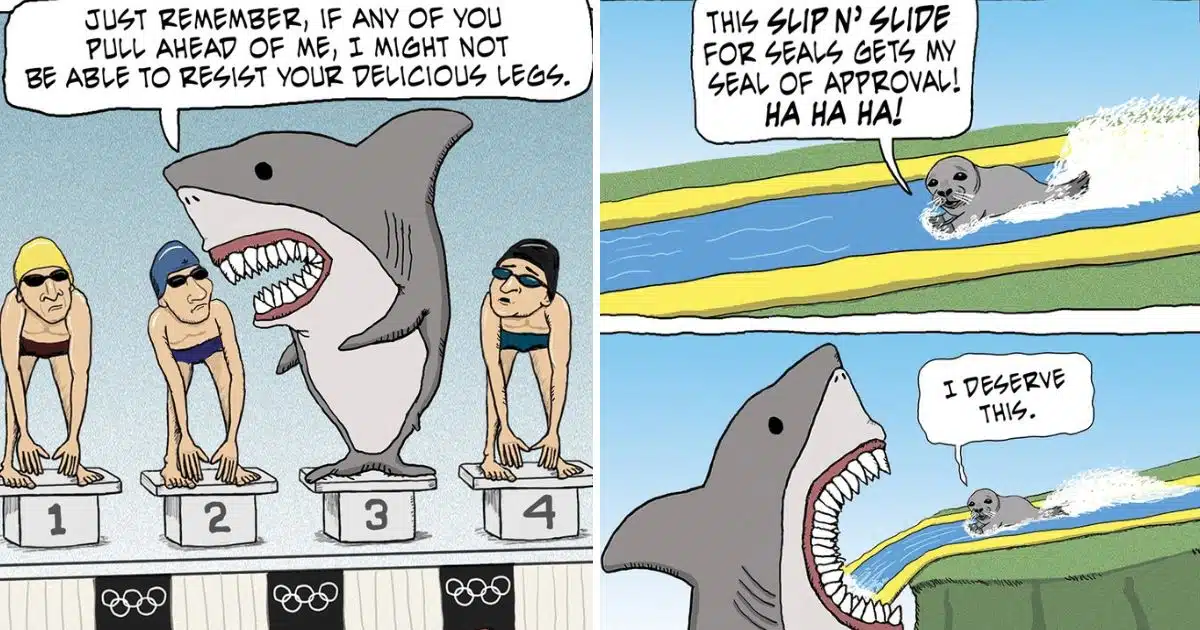 JUST REMEMBER, IF ANY OF YOU
PULL AHEAD OF ME, I MIGHT NOT
BE ABLE TO RESIST YOUR DELICIOUS LEGS.
1
2
3
4
THIS SLIP N' SLIDE
FOR SEALS GETS MY
SEAL OF APPROVAL!
HA HA HA!
I DESERVE
THIS.